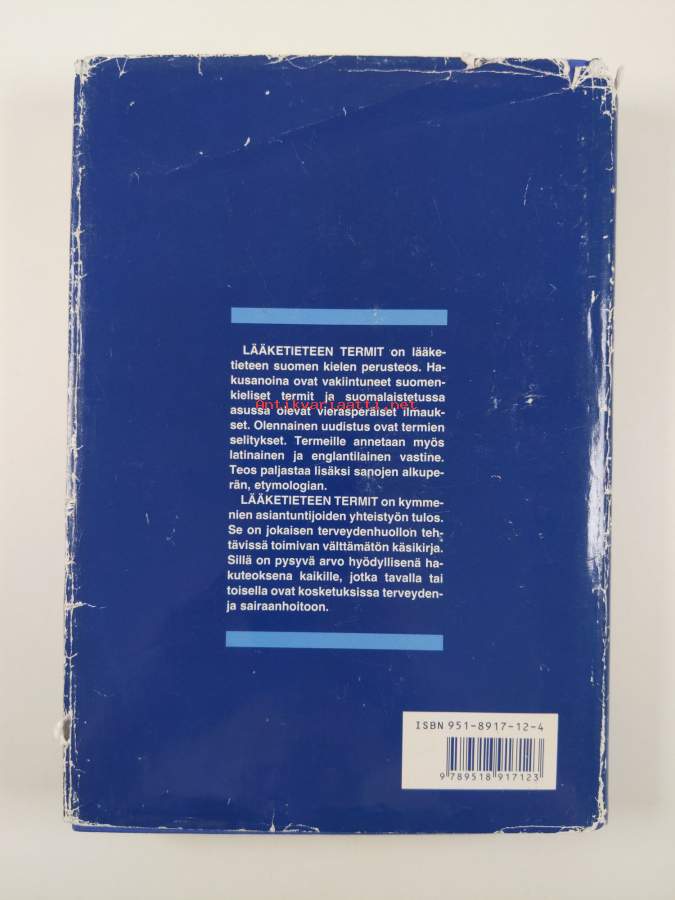 LÄÄKETIETEEN TERMIT on lääke-
tieteen suomen kielen perusteos. Ha-
kusanoina ovat vakiintuneet suomen-
kieliset termit ja suomalaistetussa
Antikvariaatti.net
asussa olevat vierasperäiset ilmauk-
set. Olennainen uudistus ovat termien
selitykset. Termeille annetaan myös
latinainen ja englantilainen vastine.
Teos paljastaa lisäksi sanojen alkupe-
rän, etymologian.
LÄÄKETIETEEN TERMIT on kymme-
nien asiantuntijoiden yhteistyön tulos.
Se on jokaisen terveydenhuollon teh-
tävissä toimivan välttämätön käsikirja.
Sillä on pysyvä arvo hyödyllisenä ha-
kuteoksena kaikille, jotka tavalla tai
toisella ovat kosketuksissa terveyden-
ja sairaanhoitoon.
ISBN 951-8917-12-4
9 789518 917123